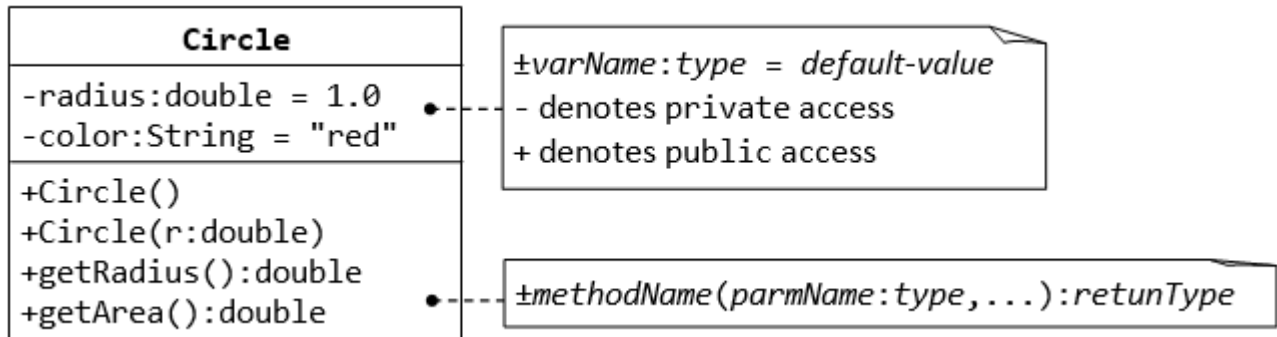 Circle
-radius:double = 1.0
-color:String = "red"
+Circle()
+Circle(r:double)
+getRadius():double
+getArea():double
±varName:type = default-value
- denotes private access
+ denotes public access
±methodName(parmName:type,...):retunType